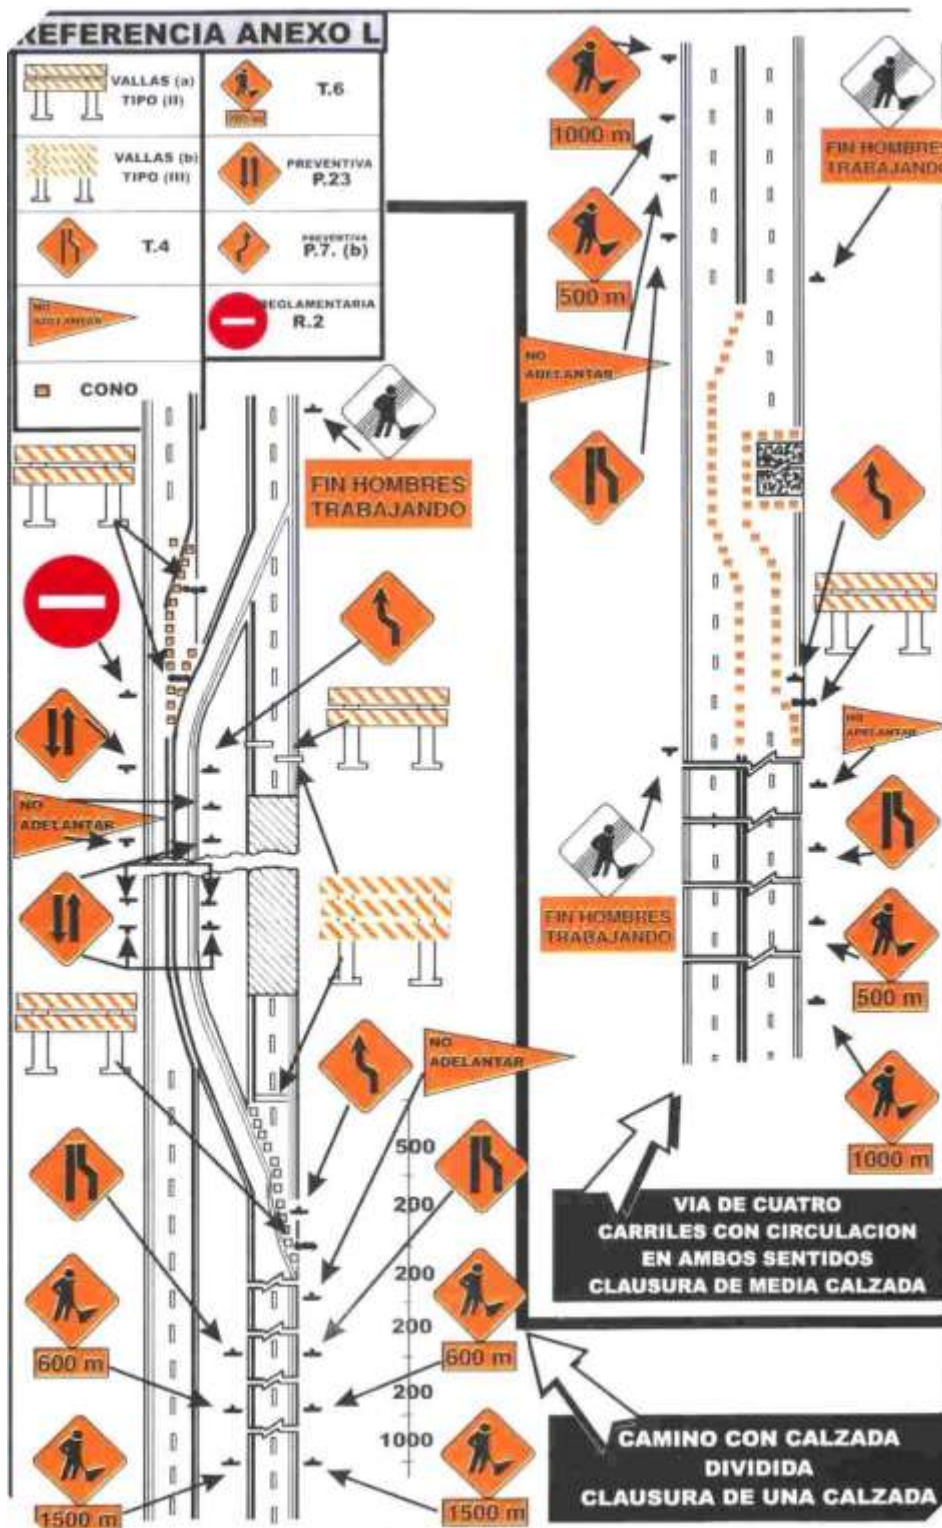 REFERENCIA ANEXO L
VALLAS (a)
TIPO (II)
T.6
VALLAS (b)
TIPO (III)
PREVENTIVA
P.23
T.4
PREVENTIVA
P.7. (b)
NO
ADELANTAR
REGLAMENTARIA
R.2
CONO
FIN HOMBRES
TRABAJANDO
NO
ADELANTAR
NO
ADELANTAR
500
200
200
200
200
1000
600 m
600 m
1500 m
1500 m
1000 m
500 m
NO
ADELANTAR
FIN HOMBRES
TRABAJANDO
NO
ADELANTAR
FIN HOMBRES
TRABAJANDO
500 m
1000 m
VIA DE CUATRO
CARRILES CON CIRCULACION
EN AMBOS SENTIDOS
CLAUSURA DE MEDIA CALZADA
CAMINO CON CALZADA
DIVIDIDA
CLAUSURA DE UNA CALZADA